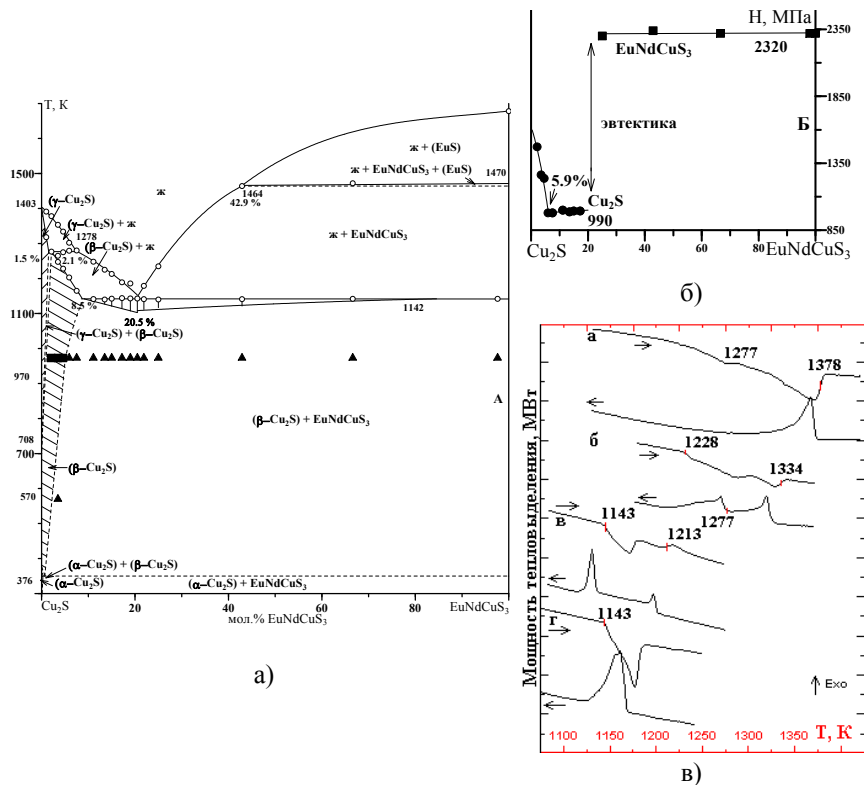 Т, К
1500
1403
(γ–Cu₂S)
ж
ж + (EuS)
ж + EuNdCuS₃ + (EuS)
1470
1464
42.9 %
(γ–Cu₂S) + ж
1278
(β–Cu₂S) + ж
ж + EuNdCuS₃
1.5 %
2.1 %
8.5 %
1142
1100
20.5 %
(γ–Cu₂S) + (β–Cu₂S)
970
А
(β–Cu₂S) + EuNdCuS₃
708
700
(β–Cu₂S)
570
(α–Cu₂S) + (β–Cu₂S)
376
(α–Cu₂S)
(α–Cu₂S) + EuNdCuS₃
Cu₂S
20
40
60
80
EuNdCuS₃
мол.% EuNdCuS₃
а)
Н, МПа
2350
EuNdCuS₃
2320
1850
эвтектика
Б
1350
5.9%
Cu₂S
990
850
0
20
40
60
80
100
Cu₂S
EuNdCuS₃
б)
Мощность тепловыделения, МВт
а
1277
1378
б
1228
1334
в
1277
1143
1213
г
1143
Exo
1100
1150
1200
1250
1300
1350
Т, К
в)